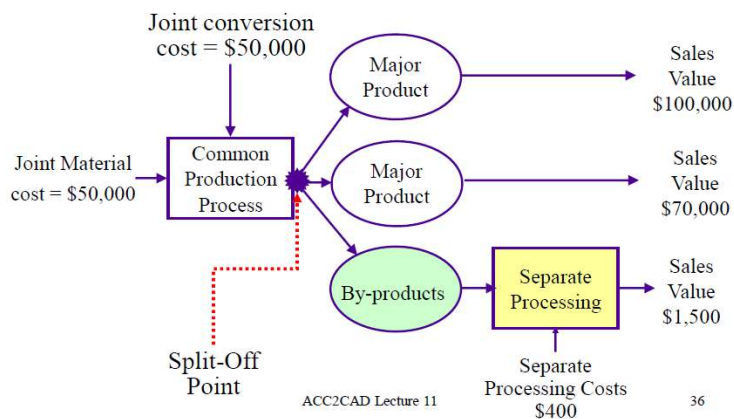 Joint conversion
cost = $50,000
Major
Product
Sales
Value
$100,000
Joint Material
cost = $50,000
Common
Production
Process
Major
Product
Sales
Value
$70,000
By-products
Separate
Processing
Sales
Value
$1,500
Split-Off
Point
Separate
Processing Costs
$400
ACC2CAD Lecture 11
36